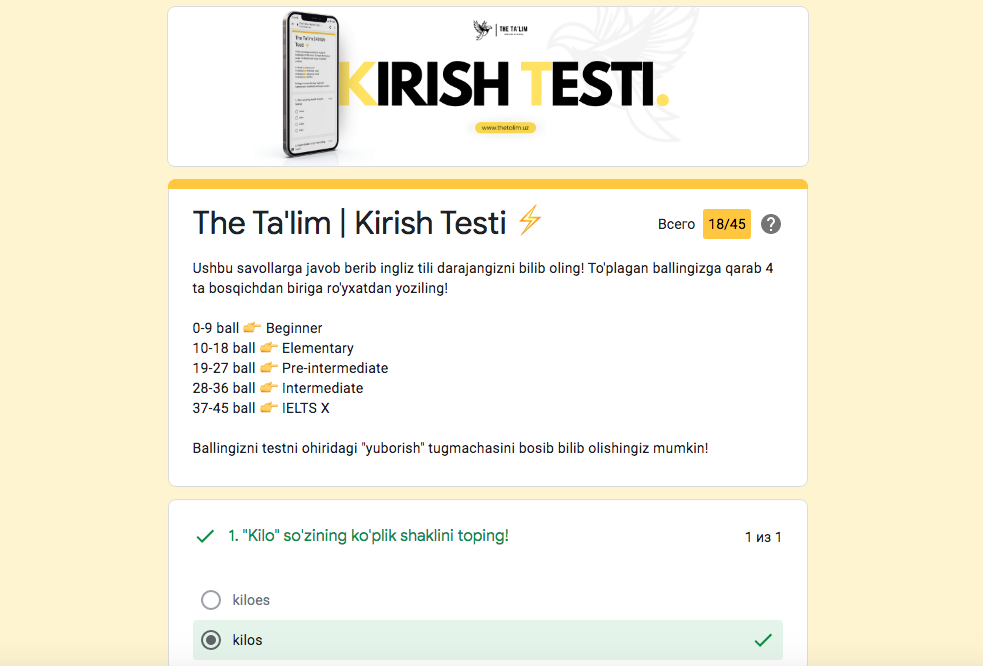 THE TA'LIM
KIRISH TESTI.
www.thetalim.uz
The Ta'lim | Kirish Testi ⚡
Всего 18/45
Ushbu savollarga javob berib ingliz tili darajangizni bilib oling! To'plagan ballingizga qarab 4
ta bosqichdan biriga ro'yxatdan yoziling!
0-9 ball 👉 Beginner
10-18 ball 👉 Elementary
19-27 ball 👉 Pre-intermediate
28-36 ball 👉 Intermediate
37-45 ball 👉 IELTS X
Ballingizni testni ohiridagi "yuborish" tugmachasini bosib bilib olishingiz mumkin!
1. "Kilo" so'zining ko'plik shaklini toping!
1 из 1
kiloes
kilos